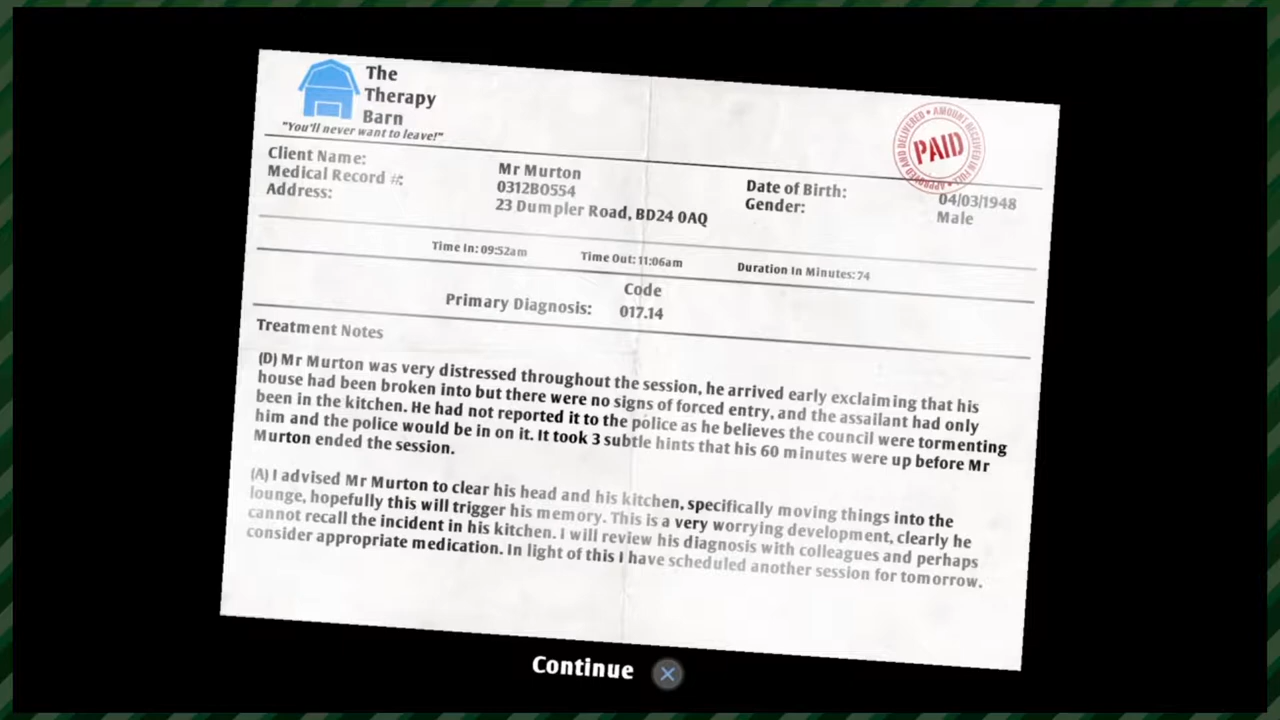 The
Therapy
Barn
"You'll never want to leave!"
APPROVED AND DELIVERED • AMOUNT RECEIVED IN FULL •
PAID
Client Name: Mr Murton Date of Birth: 04/03/1948
Medical Record #: 0312B0554 Gender: Male
Address: 23 Dumpler Road, BD24 0AQ
Time In: 09:52am Time Out: 11:06am Duration In Minutes: 74
Code
Primary Diagnosis: 017.14
Treatment Notes
(D) Mr Murton was very distressed throughout the session, he arrived early exclaiming that his
house had been broken into but there were no signs of forced entry, and the assailant had only
been in the kitchen. He had not reported it to the police as he believes the council were tormenting
him and the police would be in on it. It took 3 subtle hints that his 60 minutes were up before Mr
Murton ended the session.
(A) I advised Mr Murton to clear his head and his kitchen, specifically moving things into the
lounge, hopefully this will trigger his memory. This is a very worrying development, clearly he
cannot recall the incident in his kitchen. I will review his diagnosis with colleagues and perhaps
consider appropriate medication. In light of this I have scheduled another session for tomorrow.
Continue